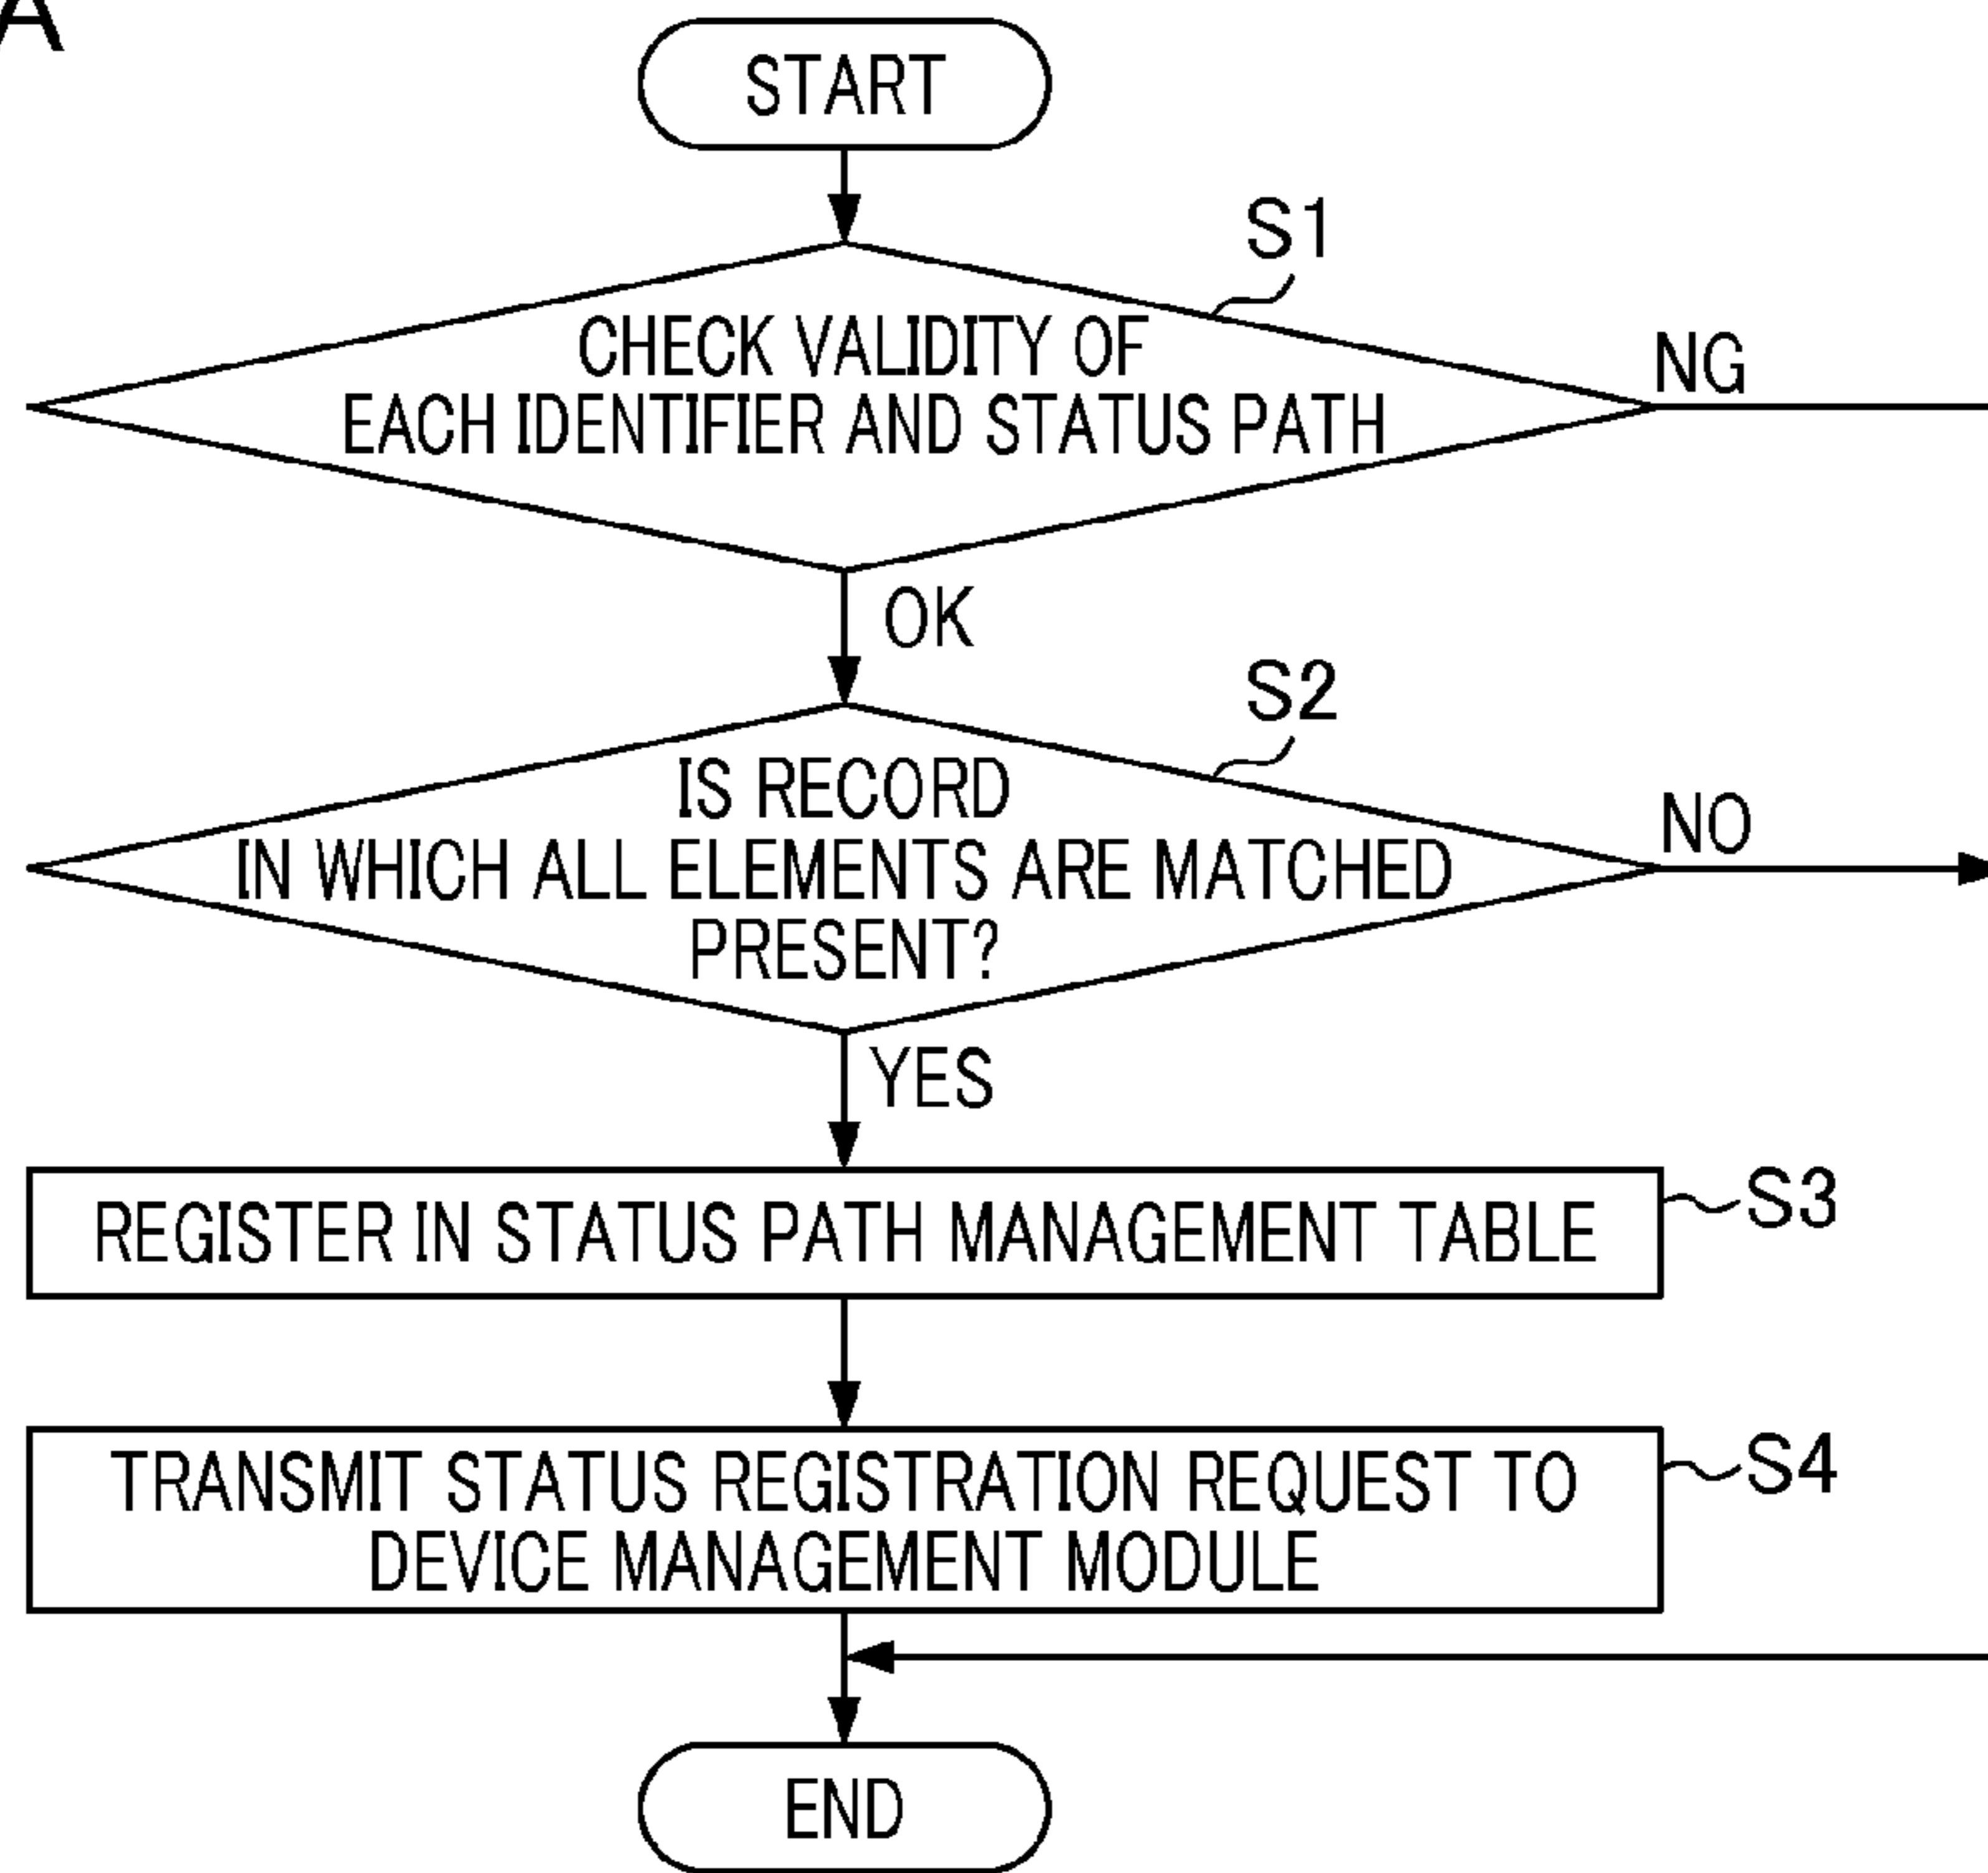 A
START
S1
CHECK VALIDITY OF
EACH IDENTIFIER AND STATUS PATH
NG
OK
S2
IS RECORD
IN WHICH ALL ELEMENTS ARE MATCHED
PRESENT?
NO
YES
REGISTER IN STATUS PATH MANAGEMENT TABLE
S3
TRANSMIT STATUS REGISTRATION REQUEST TO
DEVICE MANAGEMENT MODULE
S4
END